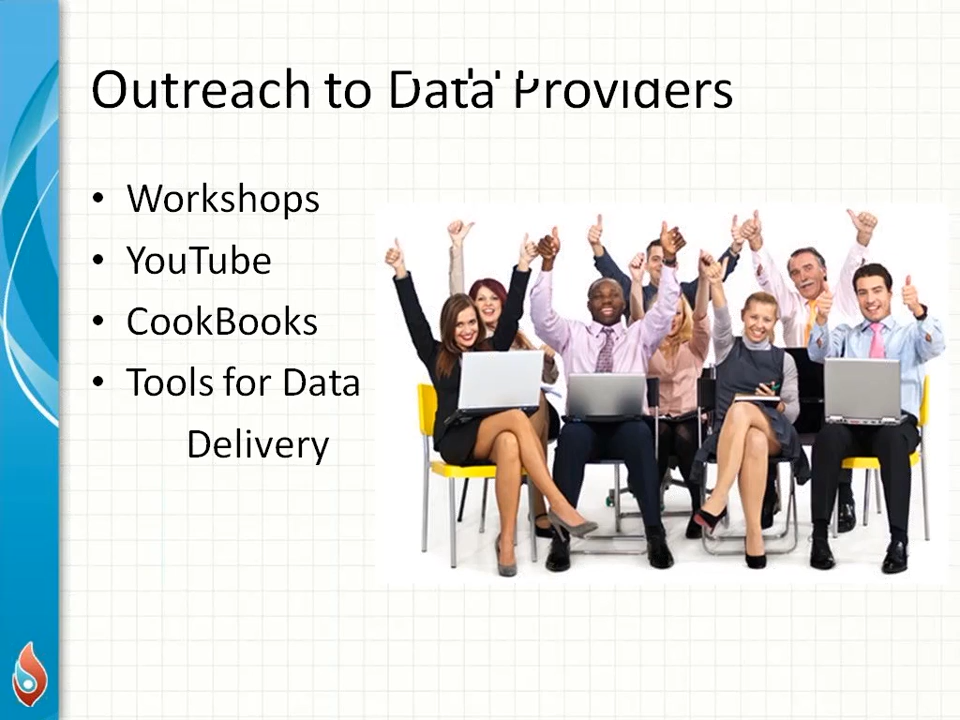 Outreach to Data Providers
• Workshops
• YouTube
• CookBooks
• Tools for Data
Delivery